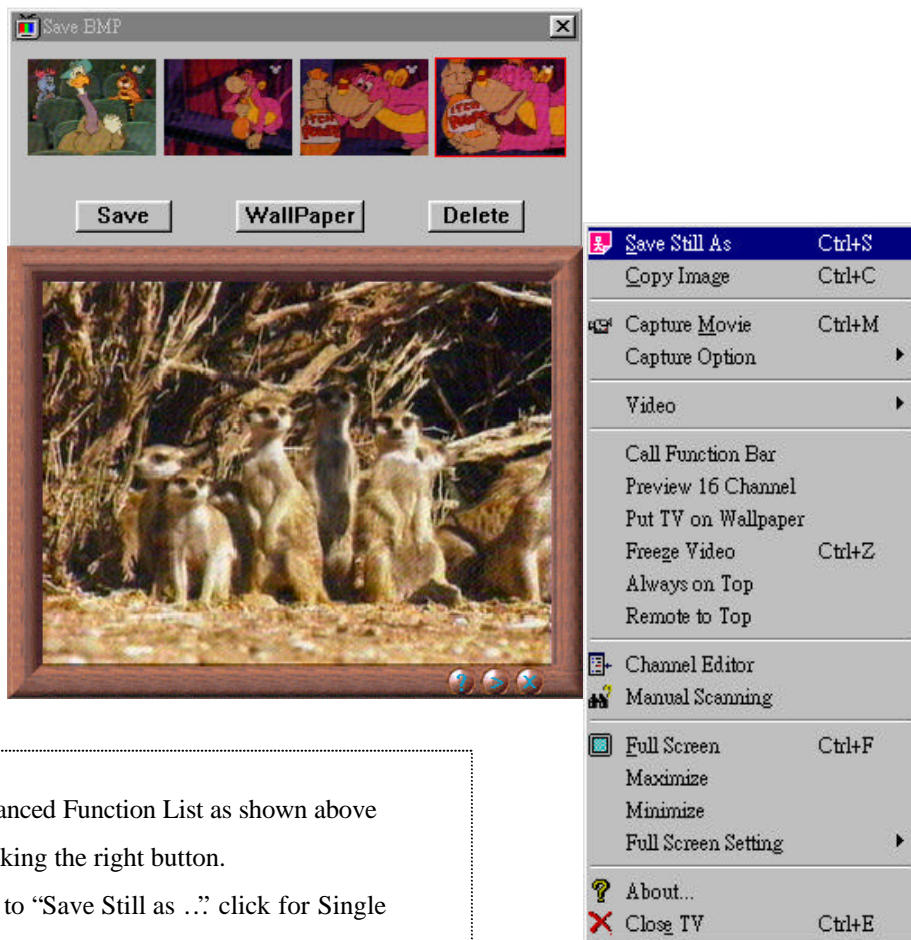 Save BMP
ITCH
POWDER
Save WallPaper Delete
Save Still As Ctrl+S
Copy Image Ctrl+C
Capture Movie Ctrl+M
Capture Option
Video
Call Function Bar
Preview 16 Channel
Put TV on Wallpaper
Freeze Video Ctrl+Z
Always on Top
Remote to Top
Channel Editor
Manual Scanning
Full Screen Ctrl+F
Maximize
Minimize
Full Screen Setting
About...
Close TV Ctrl+E
anced Function List as shown above
king the right button.
to “Save Still as …” click for Single